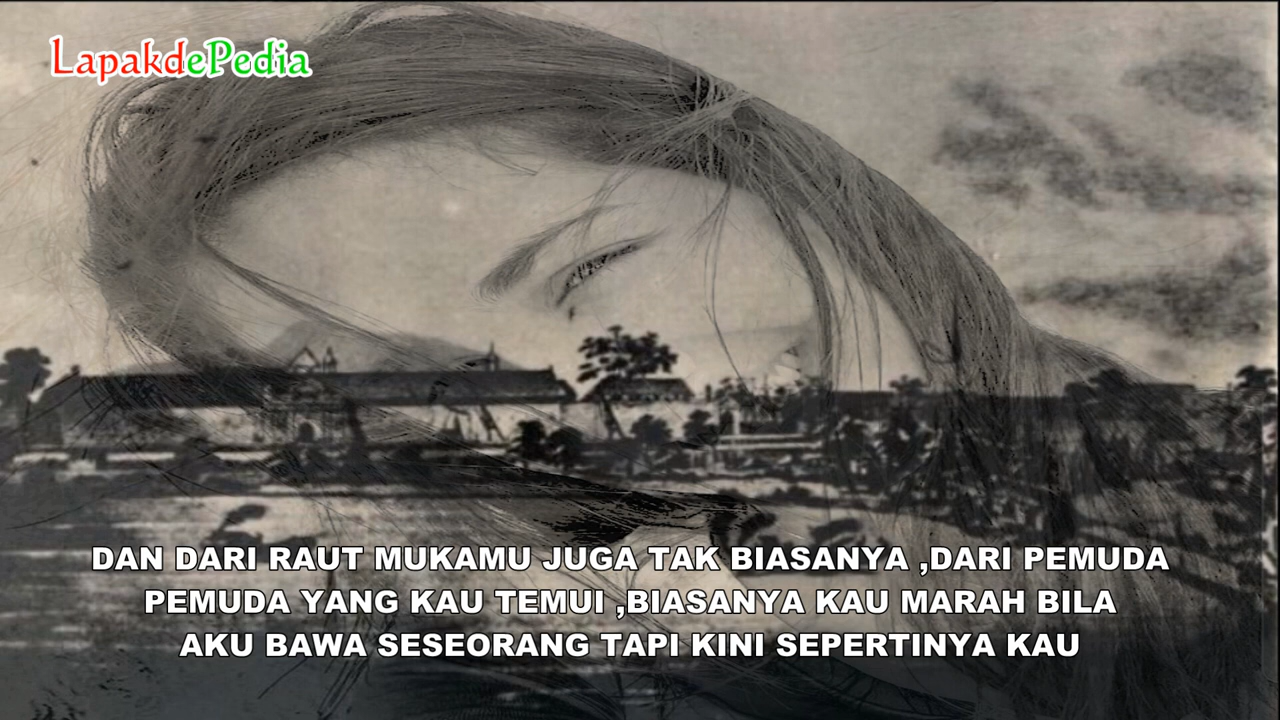 LapakdePedia
DAN DARI RAUT MUKAMU JUGA TAK BIASANYA ,DARI PEMUDA
PEMUDA YANG KAU TEMUI ,BIASANYA KAU MARAH BILA
AKU BAWA SESEORANG TAPI KINI SEPERTINYA KAU